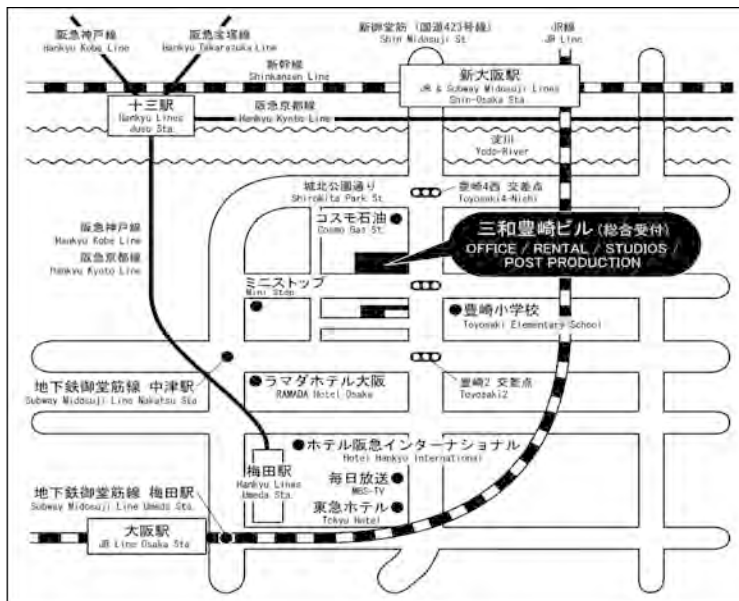 阪急神戸線
Hankyu Kobe Line
阪急宝塚線
Hankyu Takarazuka Line
新御堂筋 (国道423号線)
Shin Midosuji St.
JR線
JR Line
新幹線
Shinkansen Line
新大阪駅
JR & Subway Midosuji Lines
Shin-Osaka Sta.
十三駅
Hankyu Lines
Juso Sta.
阪急京都線
Hankyu Kyoto Line
淀川
Yodo-River
城北公園通り
Shirokita Park St.
豊崎4西 交差点
Toyosaki4-Nishi
コスモ石油
Cosmo Gas St.
三和豊崎ビル (総合受付)
OFFICE / RENTAL / STUDIOS /
POST PRODUCTION
阪急神戸線
Hankyu Kobe Line
阪急京都線
Hankyu Kyoto Line
ミニストップ
Mini Stop
豊崎小学校
Toyosaki Elementary School
地下鉄御堂筋線 中津駅
Subway Midosuji Line Nakatsu Sta
ラマダホテル大阪
RAMADA Hotel Osaka
豊崎2 交差点
Toyosaki2
ホテル阪急インターナショナル
Hotel Hankyu International
梅田駅
Hankyu Lines
Umeda Sta.
毎日放送
MBS-TV
地下鉄御堂筋線 梅田駅
Subway Midosuji Line Umeda Sta.
東急ホテル
Tokyu Hotel
大阪駅
JR Line Osaka Sta